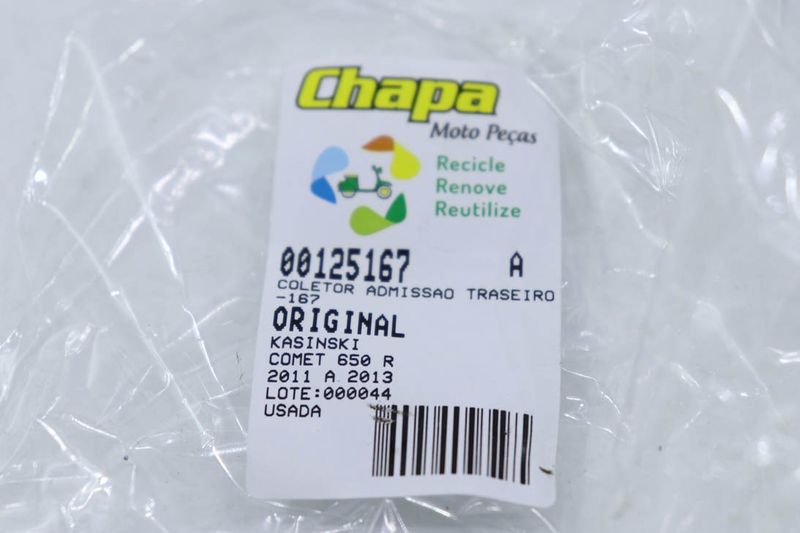 Chapa
Moto Peças
Recicle
Renove
Reutilize
00125167 A
COLETOR ADMISSAO TRASEIRO
-167
ORIGINAL
KASINSKI
COMET 650 R
2011 A 2013
LOTE:000044
USADA